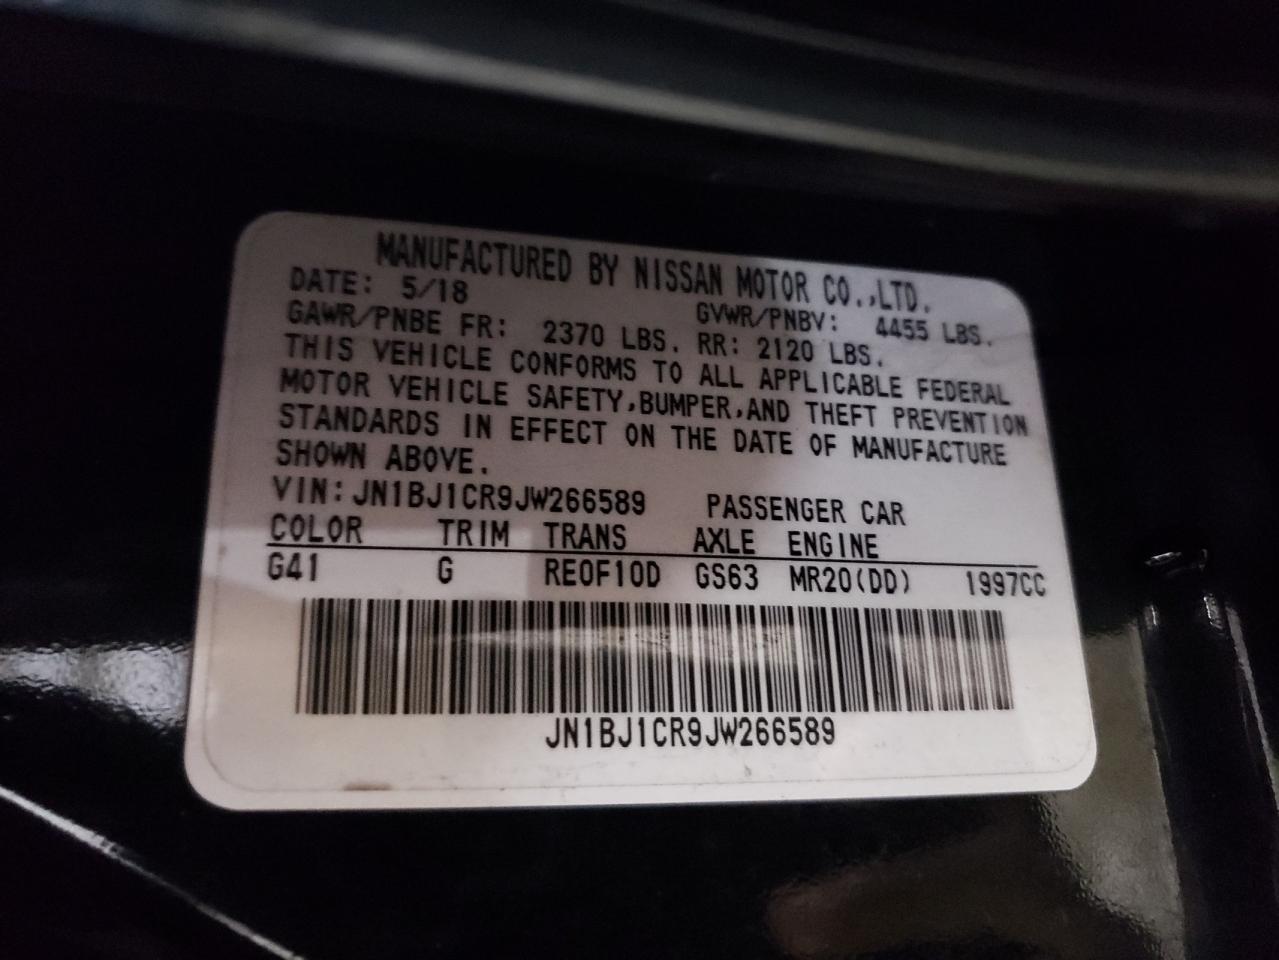 MANUFACTURED BY NISSAN MOTOR CO.,LTD.
DATE: 5/18 GVWR/PNBV: 4455 LBS.
GAWR/PNBE FR: 2370 LBS. RR: 2120 LBS.
THIS VEHICLE CONFORMS TO ALL APPLICABLE FEDERAL
MOTOR VEHICLE SAFETY,BUMPER,AND THEFT PREVENTION
STANDARDS IN EFFECT ON THE DATE OF MANUFACTURE
SHOWN ABOVE.
VIN:JN1BJ1CR9JW266589 PASSENGER CAR
COLOR TRIM TRANS AXLE ENGINE
G41 G RE0F10D GS63 MR20(DD) 1997CC
JN1BJ1CR9JW266589